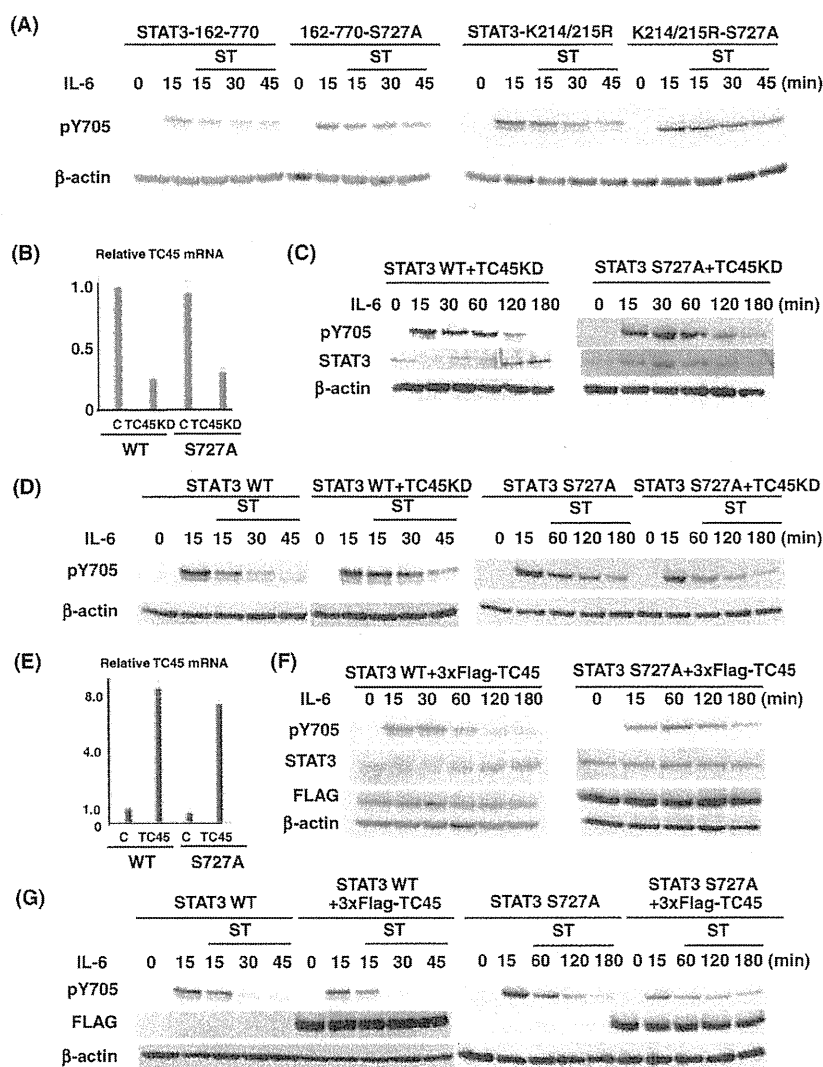 (A)
STAT3-162-770 162-770-S727A STAT3-K214/215R K214/215R-S727A
ST ST ST ST
IL-6 0 15 15 30 45 0 15 15 30 45 0 15 15 30 45 0 15 15 30 45 (min)
pY705
β-actin
(B)
Relative TC45 mRNA
1.0
0.5
0
C TC45KD C TC45KD
WT S727A
(C)
STAT3 WT+TC45KD STAT3 S727A+TC45KD
IL-6 0 15 30 60 120 180 0 15 30 60 120 180 (min)
pY705
STAT3
β-actin
(D)
STAT3 WT STAT3 WT+TC45KD STAT3 S727A STAT3 S727A+TC45KD
ST ST ST ST
IL-6 0 15 15 30 45 0 15 15 30 45 0 15 60 120 180 0 15 60 120 180 (min)
pY705
β-actin
(E)
Relative TC45 mRNA
8.0
4.0
1.0
0
C TC45 C TC45
WT S727A
(F)
STAT3 WT+3xFlag-TC45 STAT3 S727A+3xFlag-TC45
IL-6 0 15 30 60 120 180 0 15 60 120 180 (min)
pY705
STAT3
FLAG
β-actin
(G)
STAT3 WT STAT3 WT +3xFlag-TC45 STAT3 S727A STAT3 S727A +3xFlag-TC45
ST ST ST ST
IL-6 0 15 15 30 45 0 15 15 30 45 0 15 60 120 180 0 15 60 120 180 (min)
pY705
FLAG
β-actin